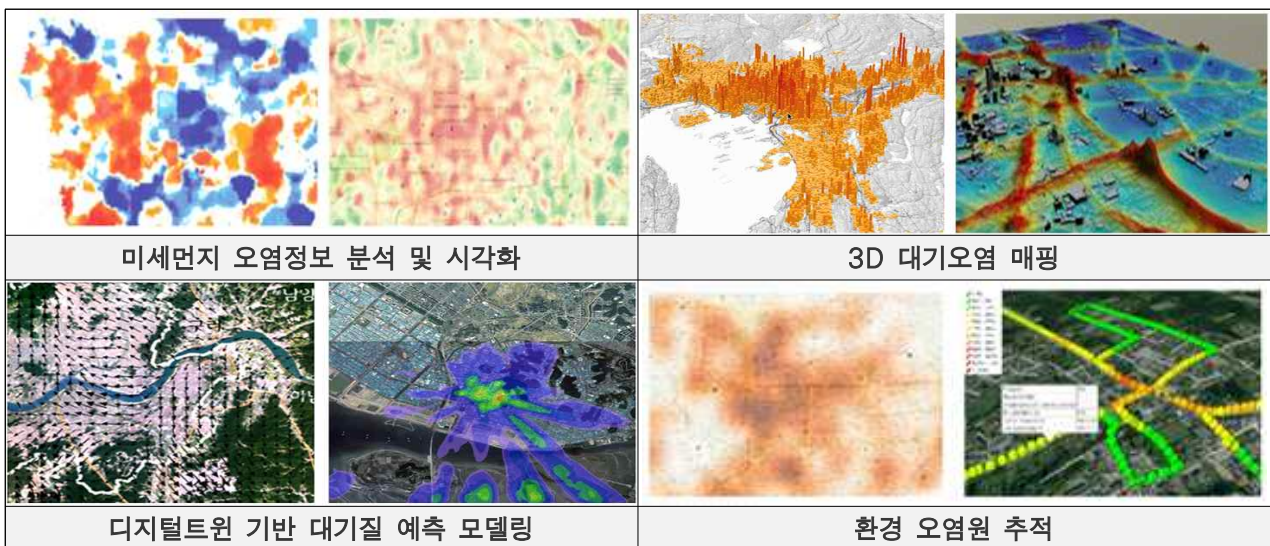 미세먼지 오염정보 분석 및 시각화
3D 대기오염 매핑
디지털트윈 기반 대기질 예측 모델링
환경 오염원 추적